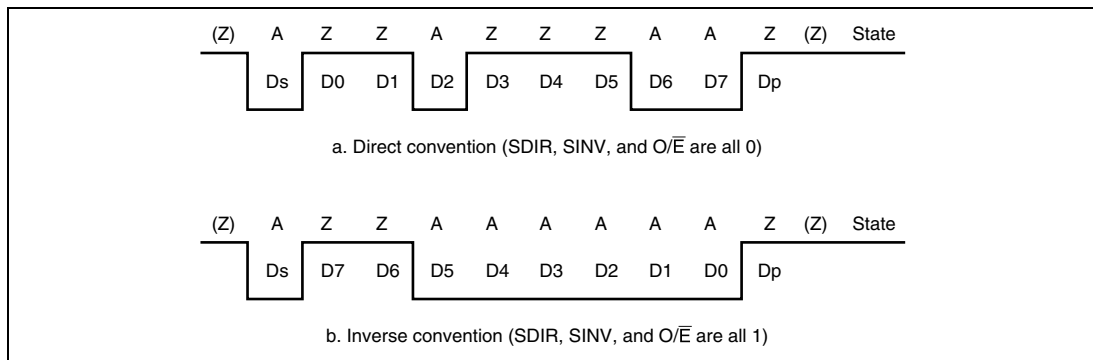 (Z) A Z Z A Z Z Z A A Z (Z) State
Ds D0 D1 D2 D3 D4 D5 D6 D7 Dp
a. Direct convention (SDIR, SINV, and O/E̅ are all 0)
(Z) A Z Z A A A A A A Z (Z) State
Ds D7 D6 D5 D4 D3 D2 D1 D0 Dp
b. Inverse convention (SDIR, SINV, and O/E̅ are all 1)